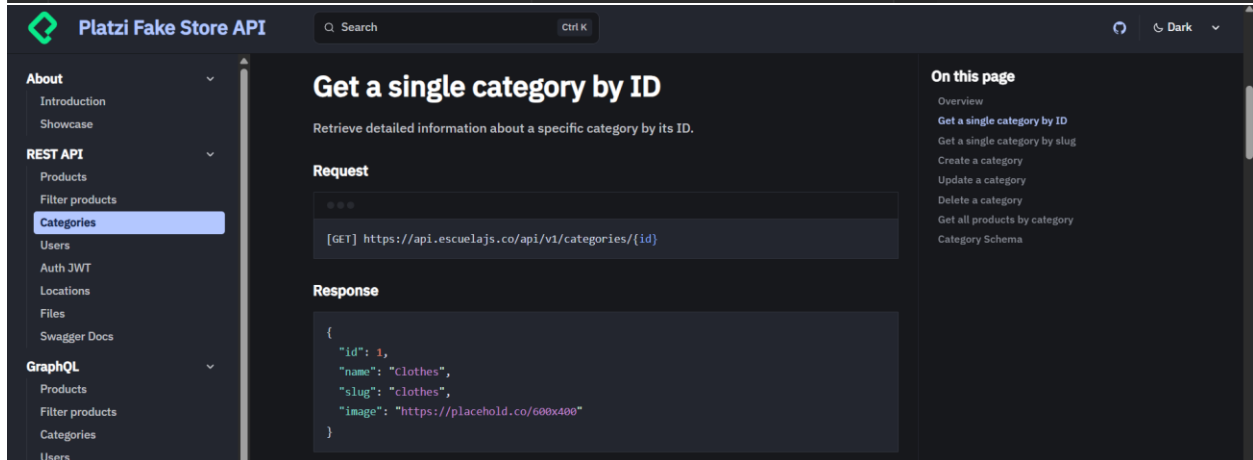 Platzi Fake Store API
Search
Ctrl K
Dark
About
Introduction
Showcase
REST API
Products
Filter products
Categories
Users
Auth JWT
Locations
Files
Swagger Docs
GraphQL
Products
Filter products
Categories
Users
Get a single category by ID
Retrieve detailed information about a specific category by its ID.
Request
[GET] https://api.escuelajs.co/api/v1/categories/{id}
Response
{
"id": 1,
"name": "Clothes",
"slug": "clothes",
"image": "https://placehold.co/600x400"
}
On this page
Overview
Get a single category by ID
Get a single category by slug
Create a category
Update a category
Delete a category
Get all products by category
Category Schema